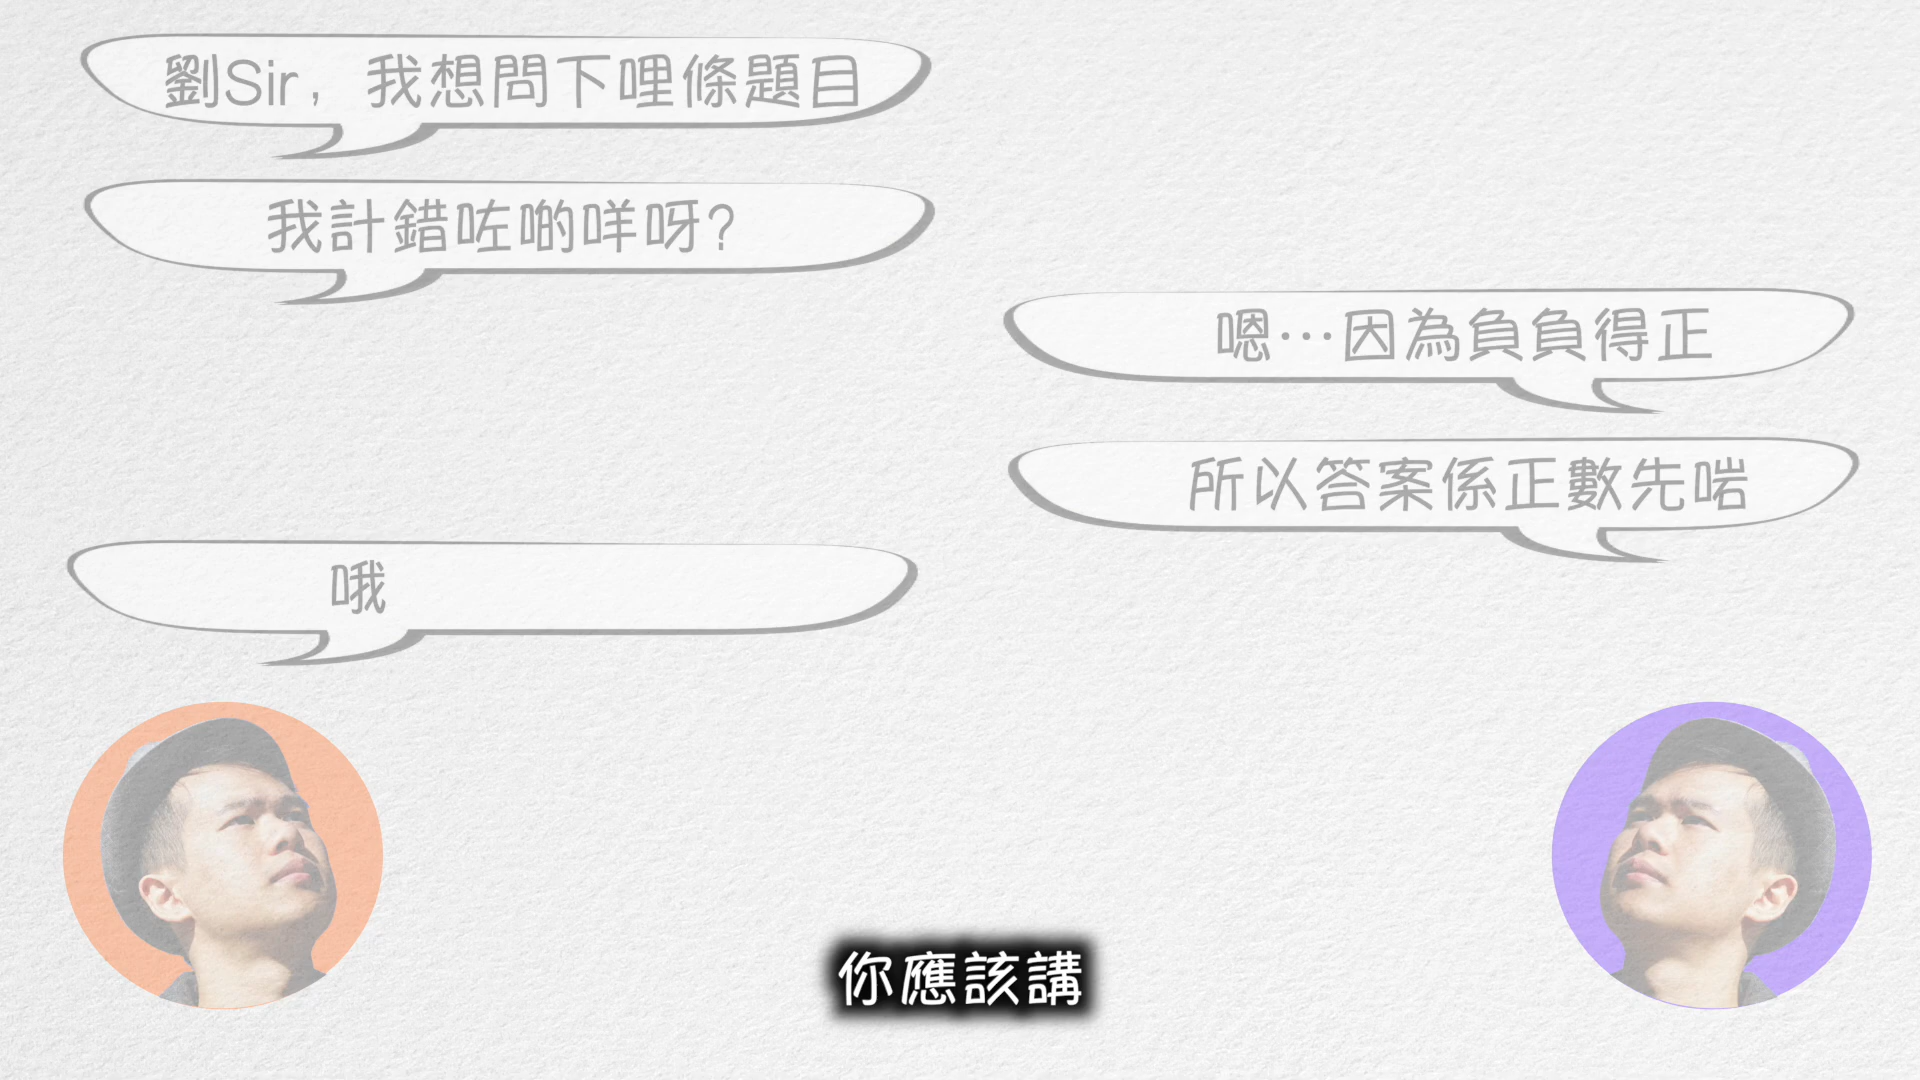 劉Sir，我想問下哩條題目
我計錯咗啲咩呀?
嗯…因為負負得正
所以答案係正數先啱
哦
你應該講